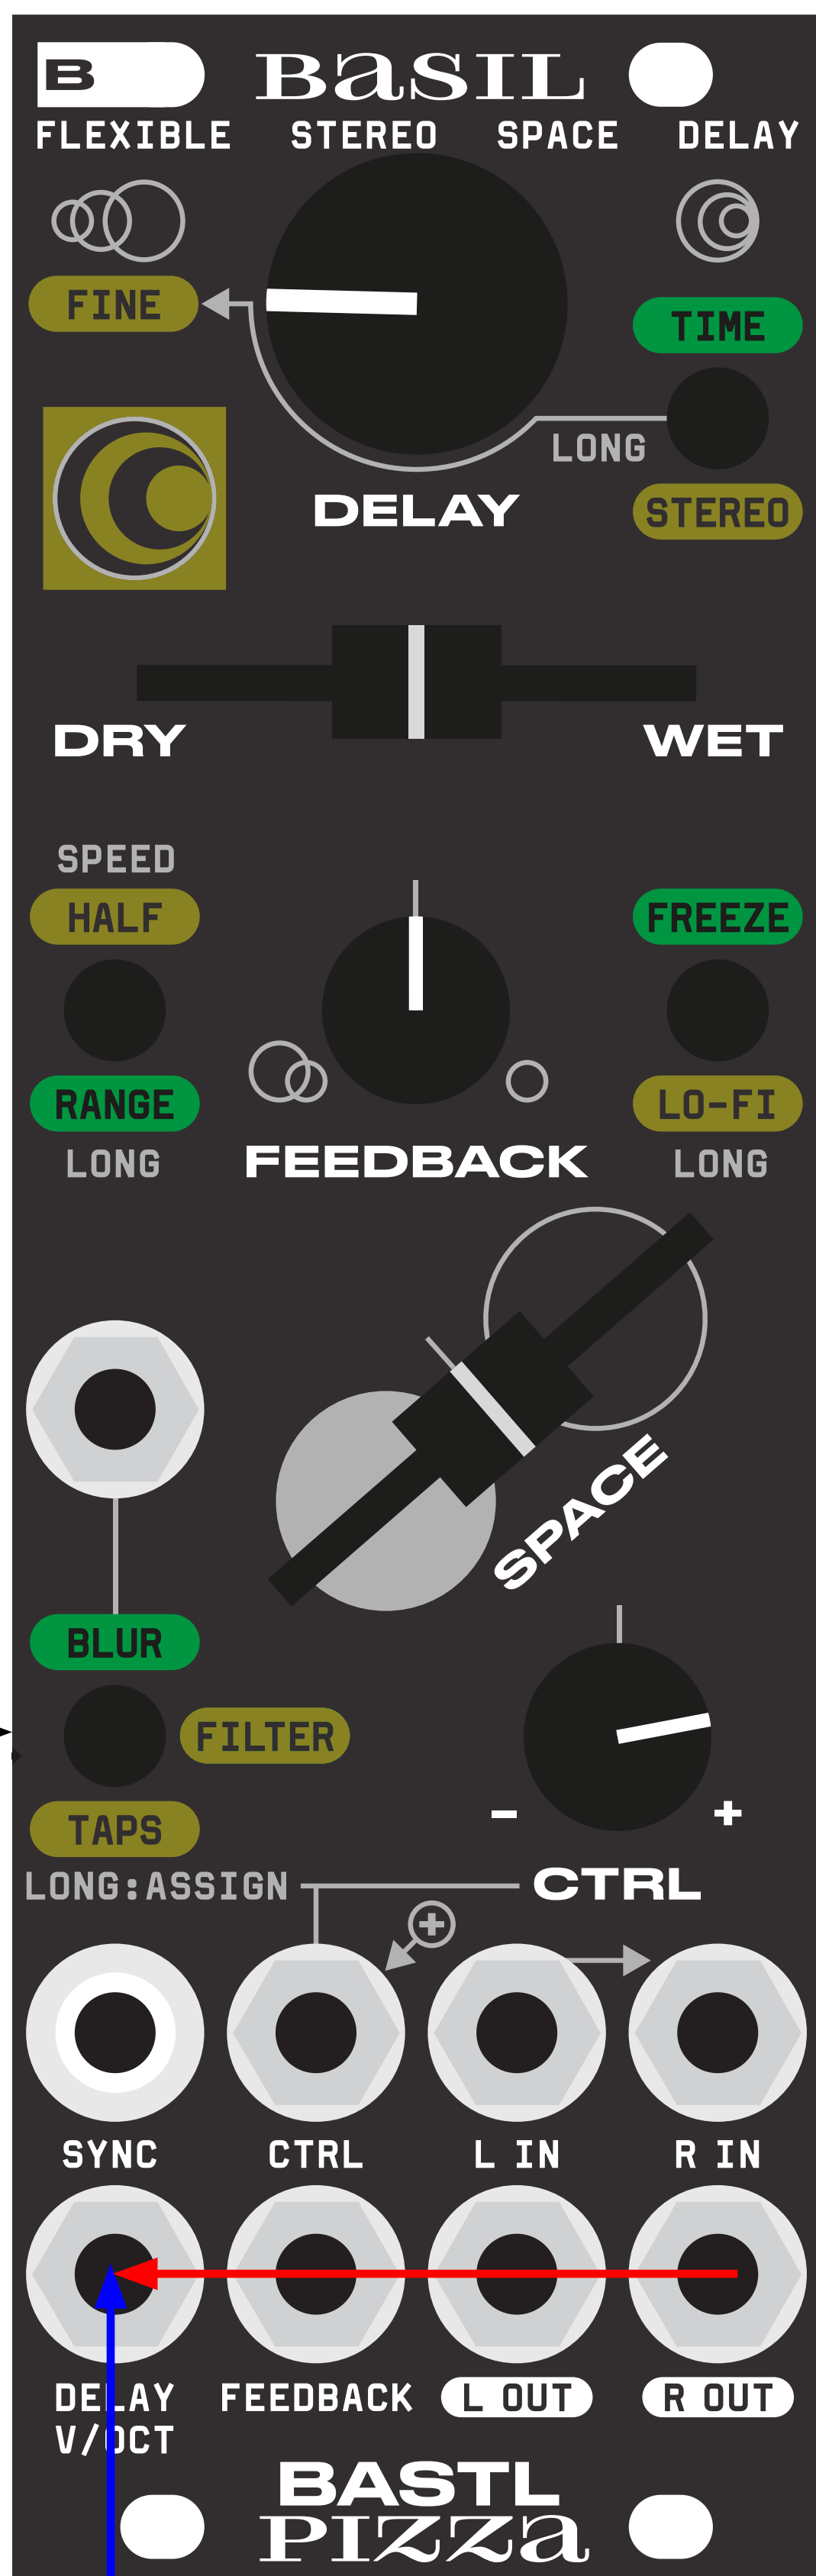 B BaSIL
FLEXIBLE STEREO SPACE DELAY
FINE
TIME
LONG
DELAY
STEREO
DRY WET
SPEED
HALF
FREEZE
RANGE
LO-FI
LONG
FEEDBACK
LONG
SPACE
BLUR
FILTER
TAPS
- +
LONG:ASSIGN
CTRL
SYNC CTRL L IN R IN
DELAY FEEDBACK L OUT R OUT
V/OCT
BASTL
PIZZa